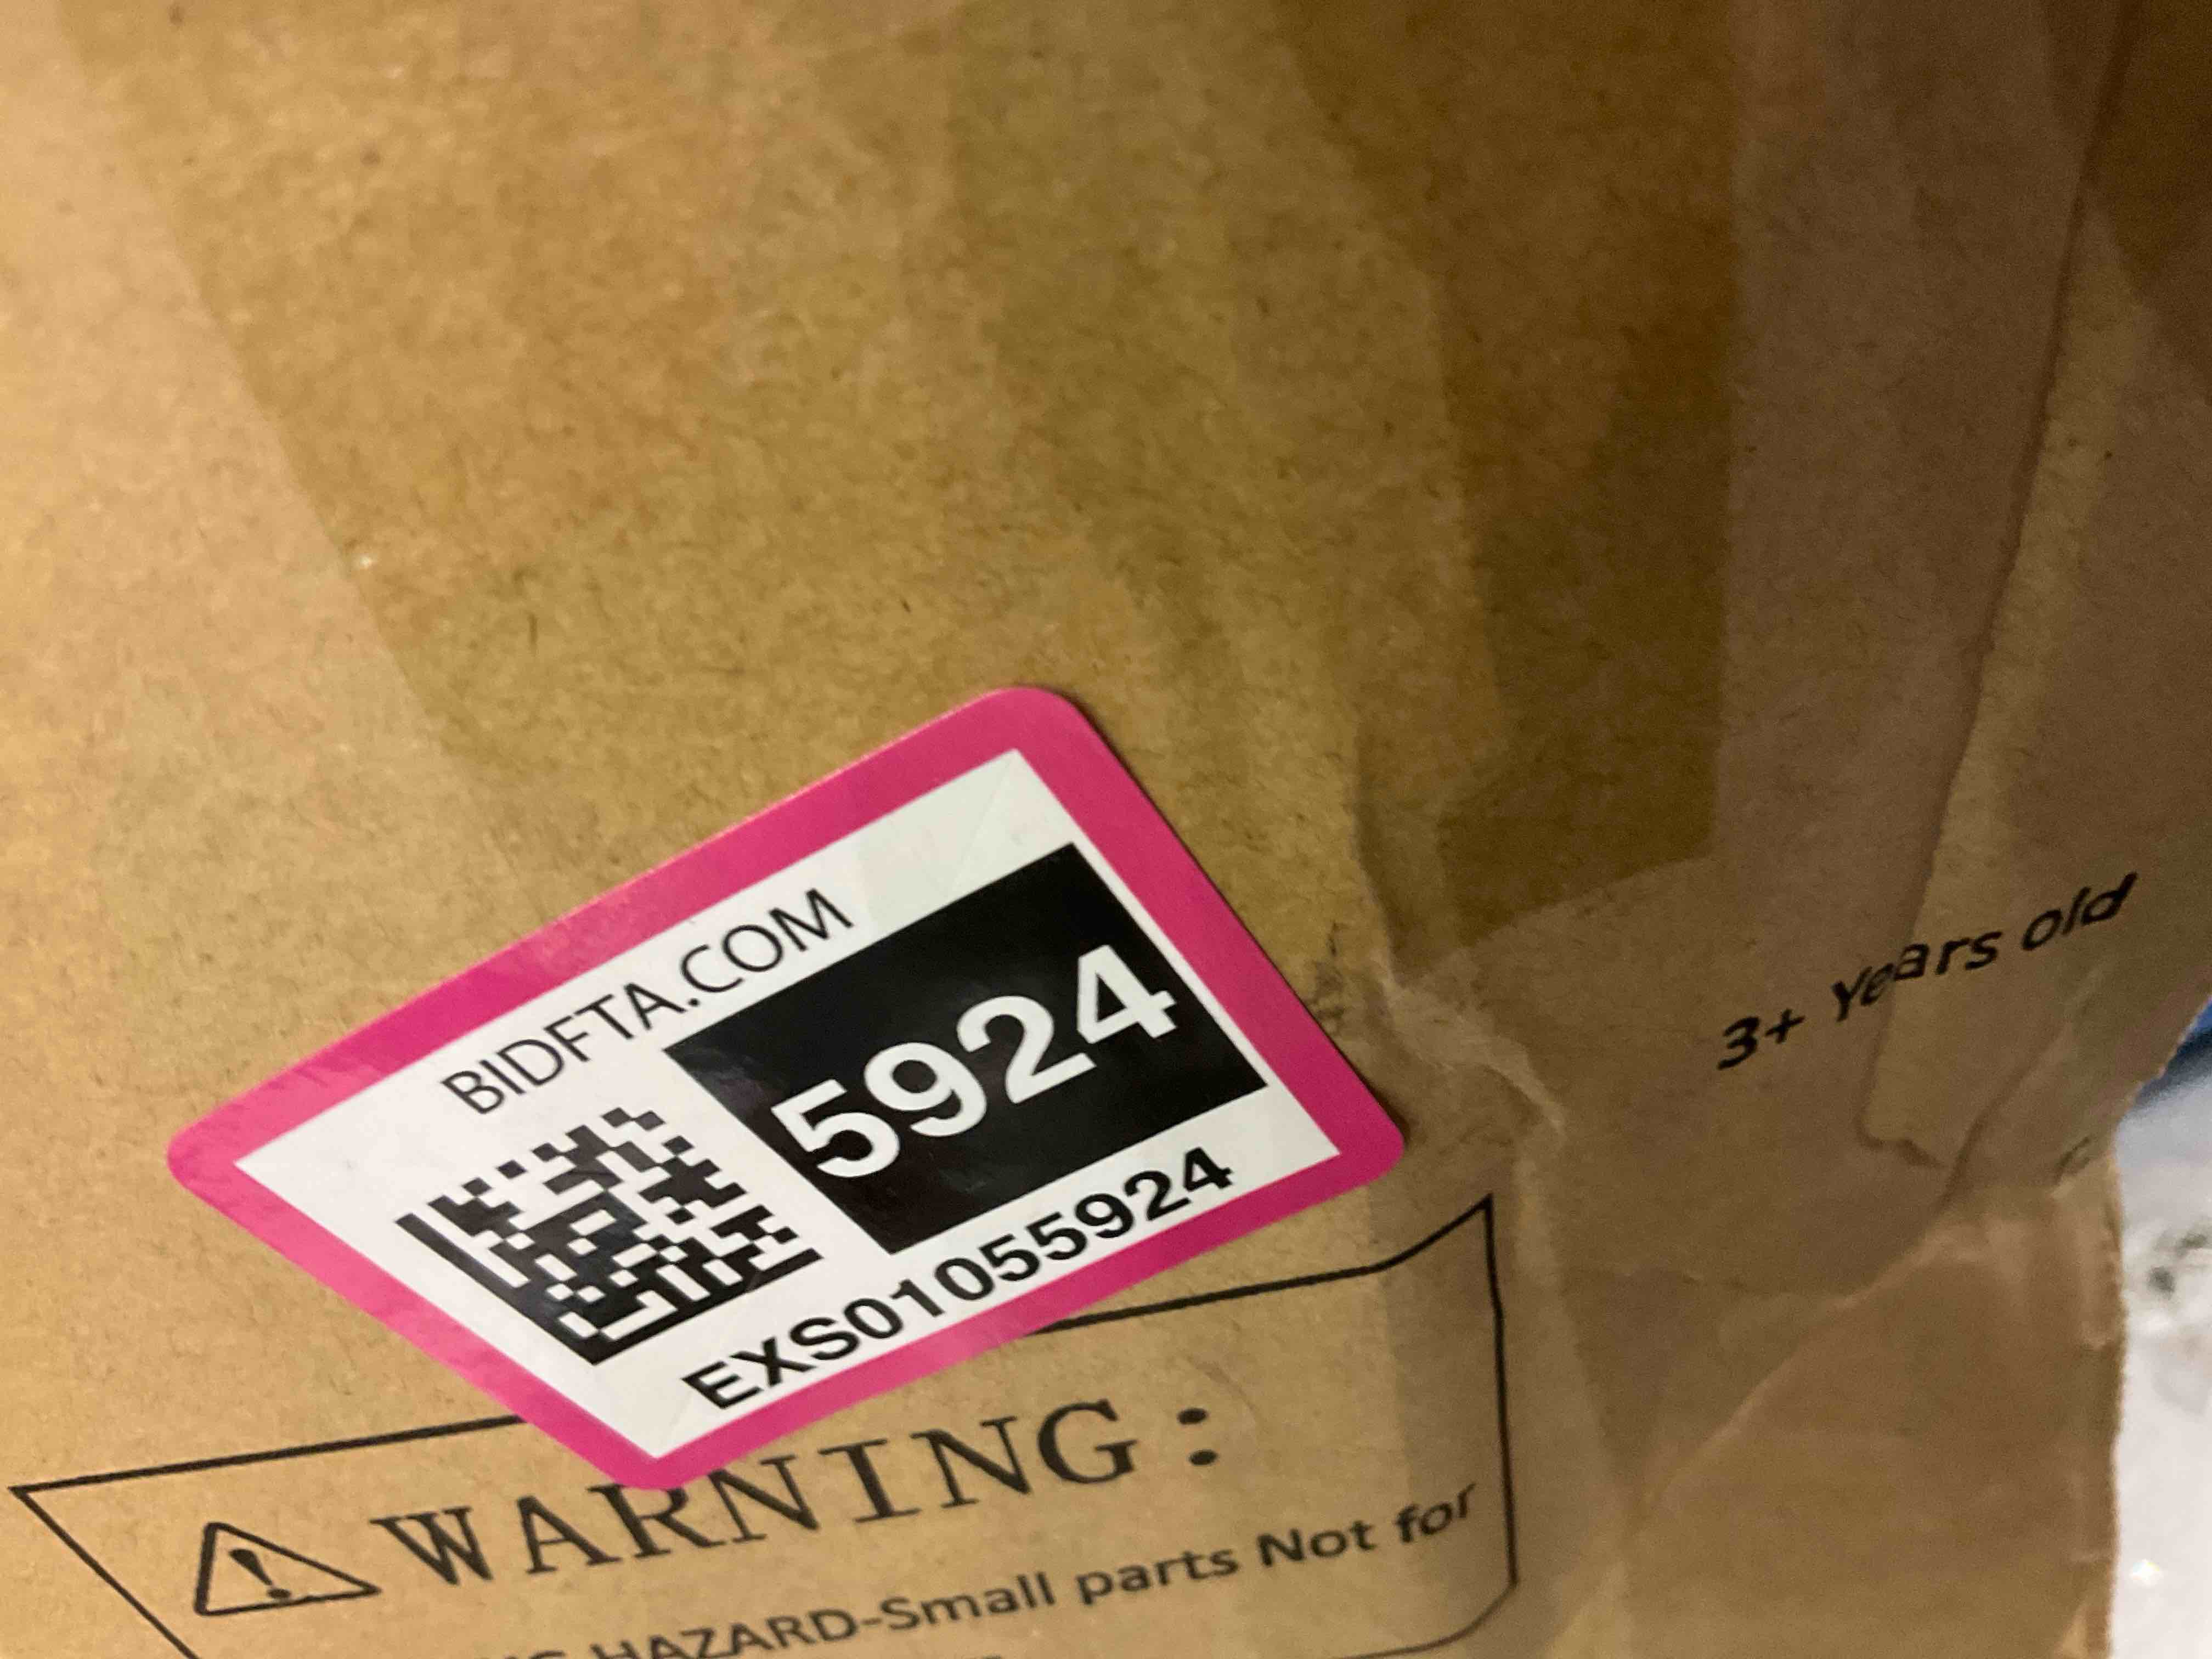 BIDFTA.COM
5924
EXS01055924
3+ Years old
WARNING:
HAZARD-Small parts Not for